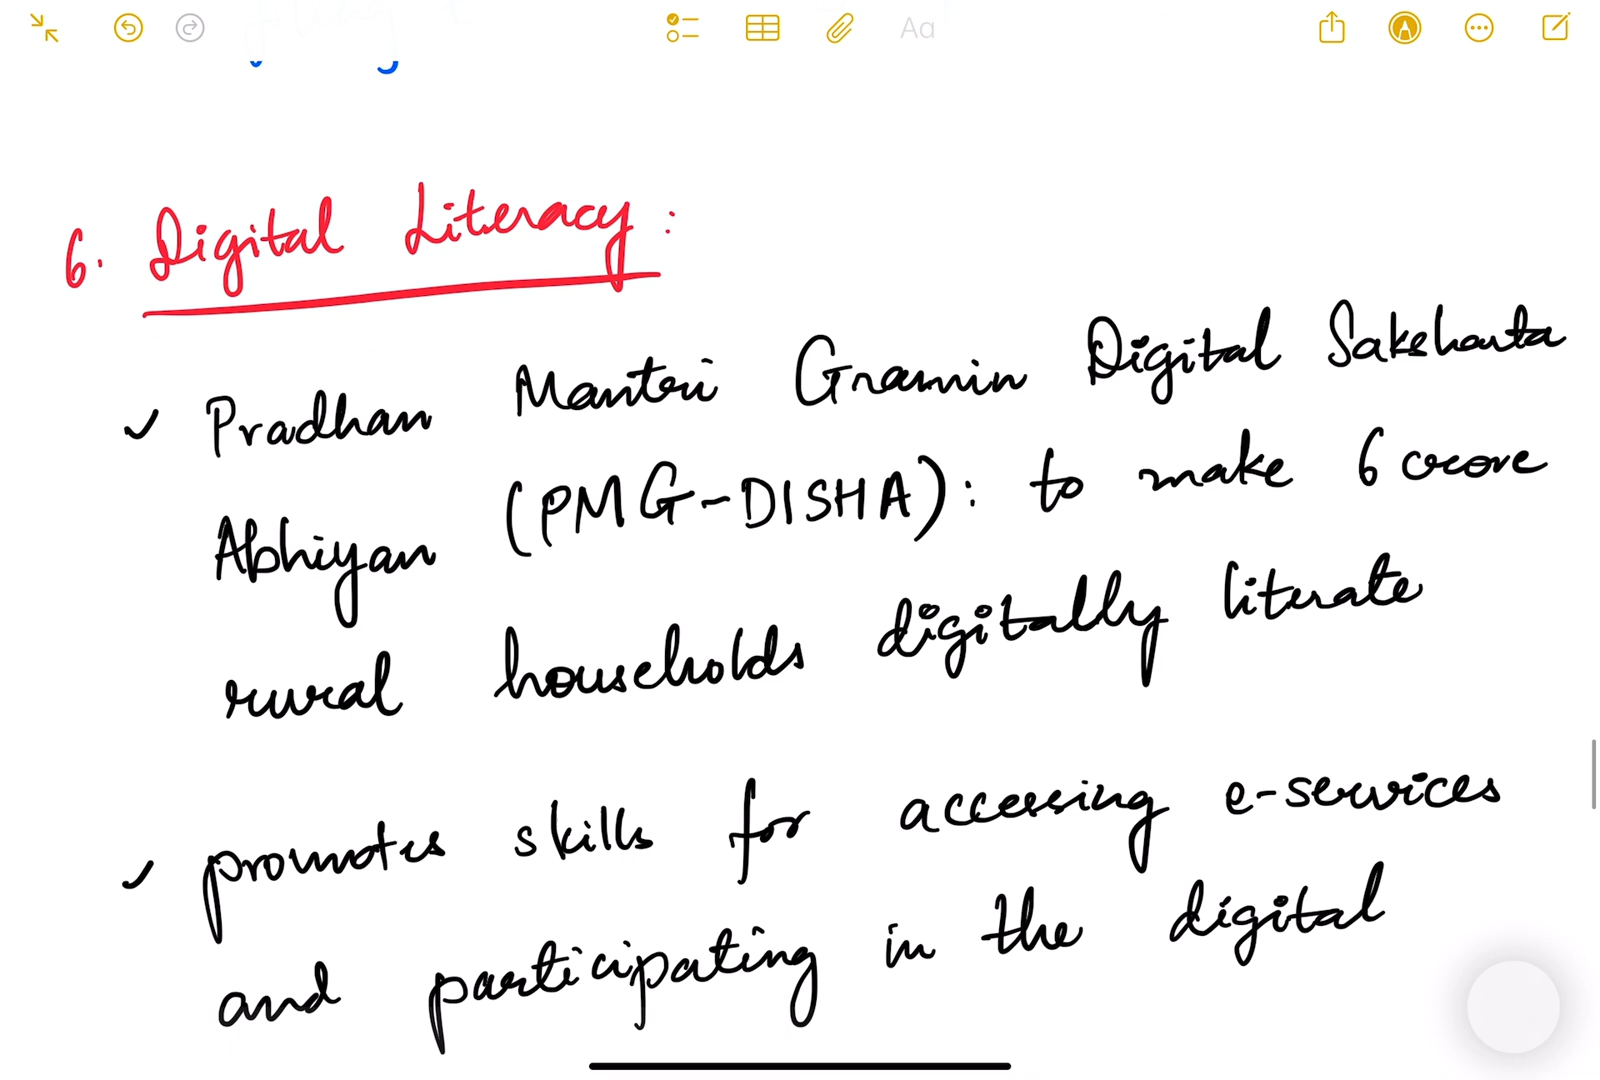 6. Digital Literacy:
✓ Pradhan Mantri Gramin Digital Saksharta
Abhiyan (PMG-DISHA): to make 6 crore
rural households digitally literate
✓ promotes skills for accessing e-services
and participating in the digital
Aa